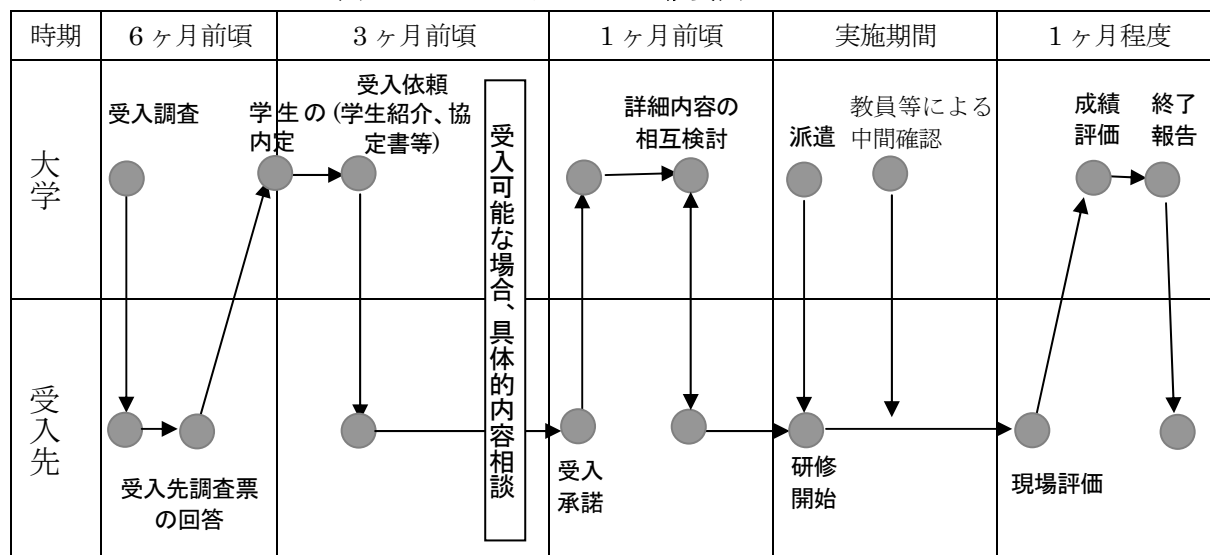 時期
6ヶ月前頃
3ヶ月前頃
1ヶ月前頃
実施期間
1ヶ月程度
大学
受入調査
学生の
内定
受入依頼
(学生紹介、協
定書等)
受入可能な場合、具体的内容相談
詳細内容の
相互検討
派遣
教員等による
中間確認
成績
評価
終了
報告
受入先
受入先調査票
の回答
受入
承諾
研修
開始
現場評価